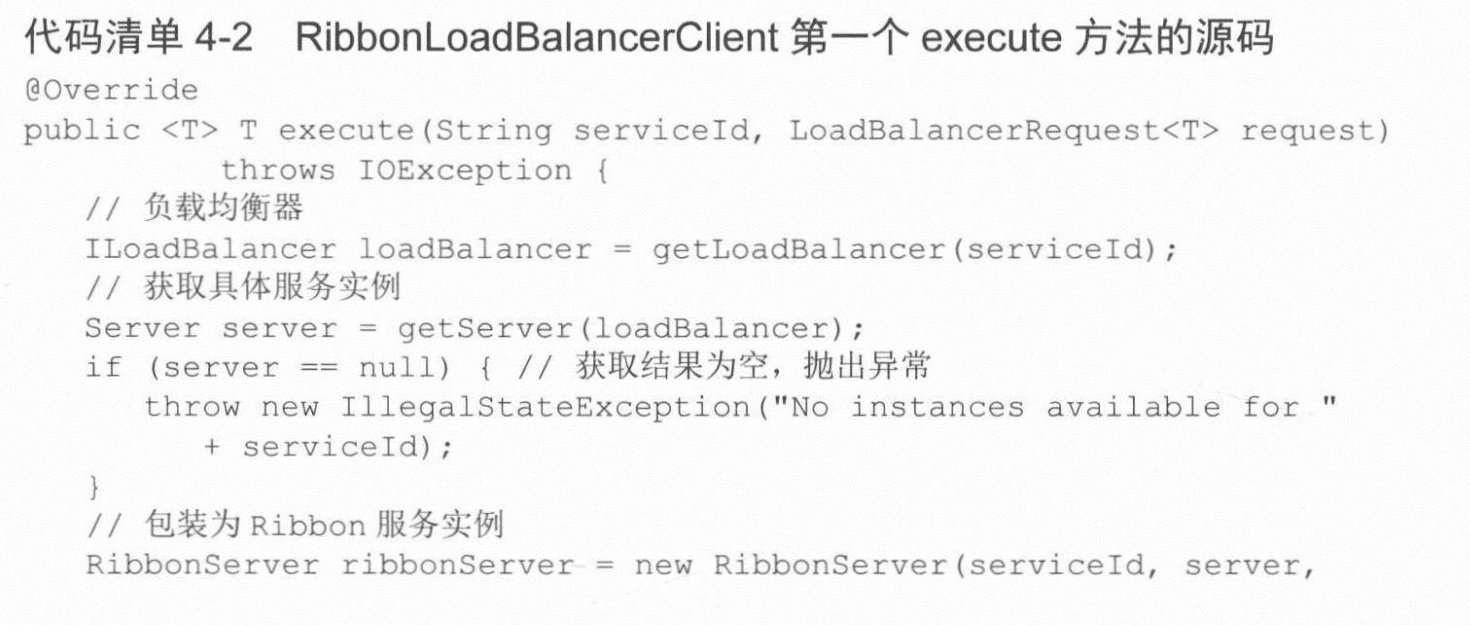 代码清单 4-2 RibbonLoadBalancerClient 第一个 execute 方法的源码
@Override
public <T> T execute(String serviceId, LoadBalancerRequest<T> request)
throws IOException {
// 负载均衡器
ILoadBalancer loadBalancer = getLoadBalancer(serviceId);
// 获取具体服务实例
Server server = getServer(loadBalancer);
if (server == null) { // 获取结果为空，抛出异常
throw new IllegalStateException("No instances available for "
+ serviceId);
}
// 包装为 Ribbon 服务实例
RibbonServer ribbonServer = new RibbonServer(serviceId, server,